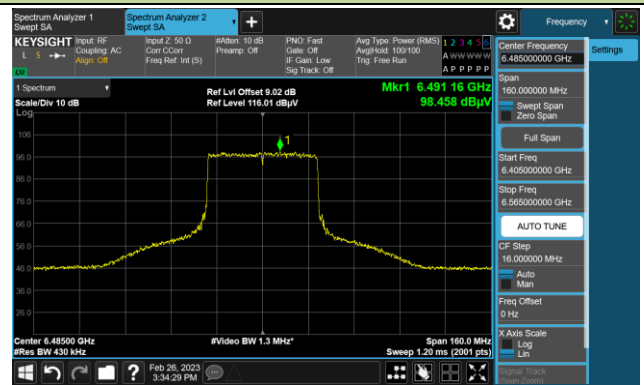 Spectrum Analyzer 1
Swept SA
Spectrum Analyzer 2
Swept SA
+
Frequency
KEYSIGHT
L S
Input: RF
Coupling: AC
Align: Off
Input Z: 50 Ω
Corr CCorr
Freq Ref: Int (S)
#Atten: 10 dB
Preamp: Off
PNO: Fast
Gate: Off
IF Gain: Low
Sig Track: Off
Avg Type: Power (RMS)
Avg|Hold: 100/100
Trig: Free Run
1 2 3 4 5 6
A W W W W W
A P P P P P
1 Spectrum
Scale/Div 10 dB
Log
Ref Lvl Offset 9.02 dB
Ref Level 116.01 dBµV
Mkr1 6.491 16 GHz
98.458 dBµV
1
106
96.0
86.0
76.0
66.0
56.0
46.0
36.0
26.0
Center 6.48500 GHz
#Res BW 430 kHz
#Video BW 1.3 MHz*
Span 160.0 MHz
Sweep 1.20 ms (2001 pts)
Feb 26, 2023
3:34:29 PM
Settings
Center Frequency
6.485000000 GHz
Span
160.000000 MHz
Swept Span
Zero Span
Full Span
Start Freq
6.405000000 GHz
Stop Freq
6.565000000 GHz
AUTO TUNE
CF Step
16.000000 MHz
Auto
Man
Freq Offset
0 Hz
X Axis Scale
Log
Lin
Signal Track
(Span Zoom)